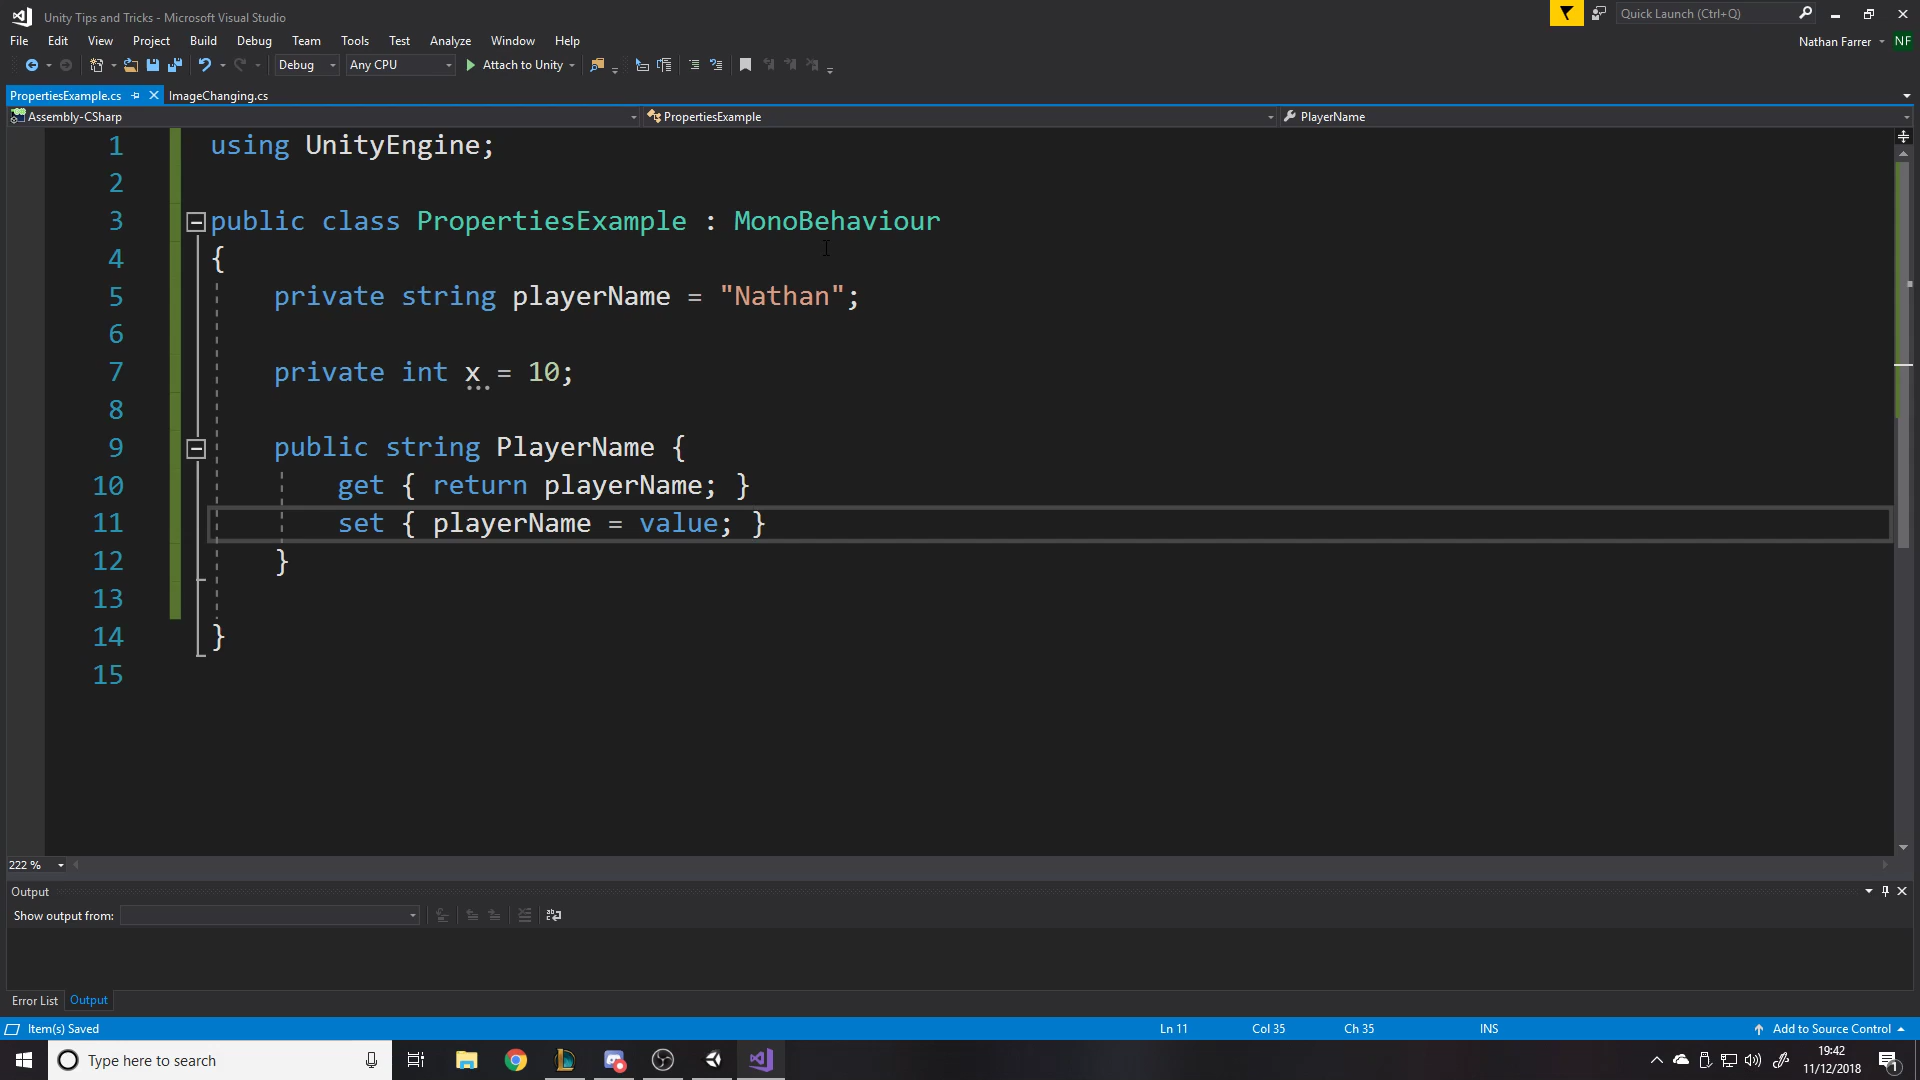 Unity Tips and Tricks - Microsoft Visual Studio
Quick Launch (Ctrl+Q)
File Edit View Project Build Debug Team Tools Test Analyze Window Help
Nathan Farrer NF
Debug Any CPU Attach to Unity
PropertiesExample.cs ImageChanging.cs
Assembly-CSharp PropertiesExample PlayerName
1 using UnityEngine;
2
3 public class PropertiesExample : MonoBehaviour
4 {
5 private string playerName = "Nathan";
6
7 private int x = 10;
8
9 public string PlayerName {
10 get { return playerName; }
11 set { playerName = value; }
12 }
13
14 }
15
222 %
Output
Show output from:
Error List Output
Item(s) Saved Ln 11 Col 35 Ch 35 INS Add to Source Control
Type here to search
19:42
11/12/2018
1